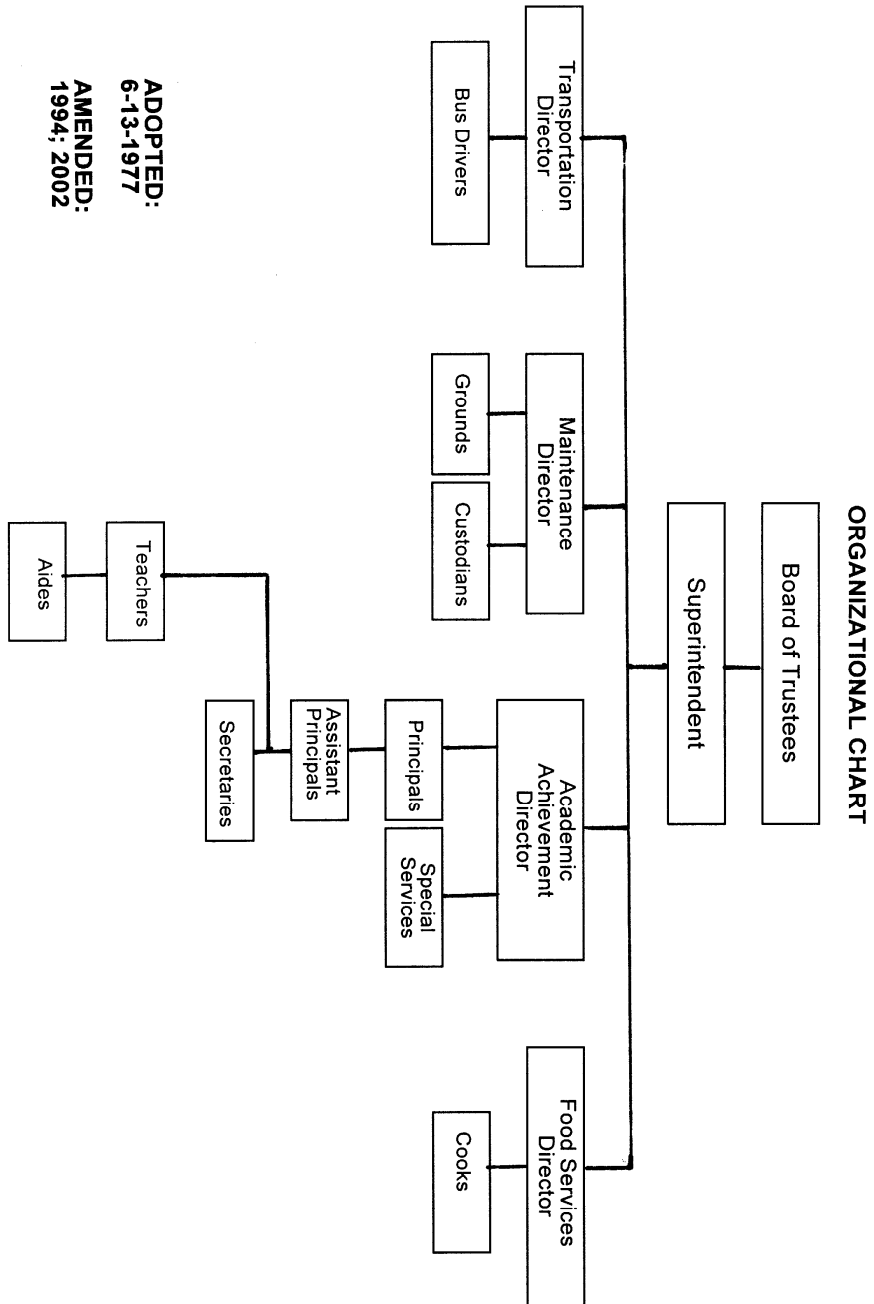 ORGANIZATIONAL CHART
Board of Trustees
Superintendent
Transportation
Director
Maintenance
Director
Academic
Achievement
Director
Food Services
Director
Bus Drivers
Grounds
Custodians
Principals
Special
Services
Cooks
Assistant
Principals
Secretaries
Teachers
Aides
ADOPTED:
6-13-1977
AMENDED:
1994; 2002